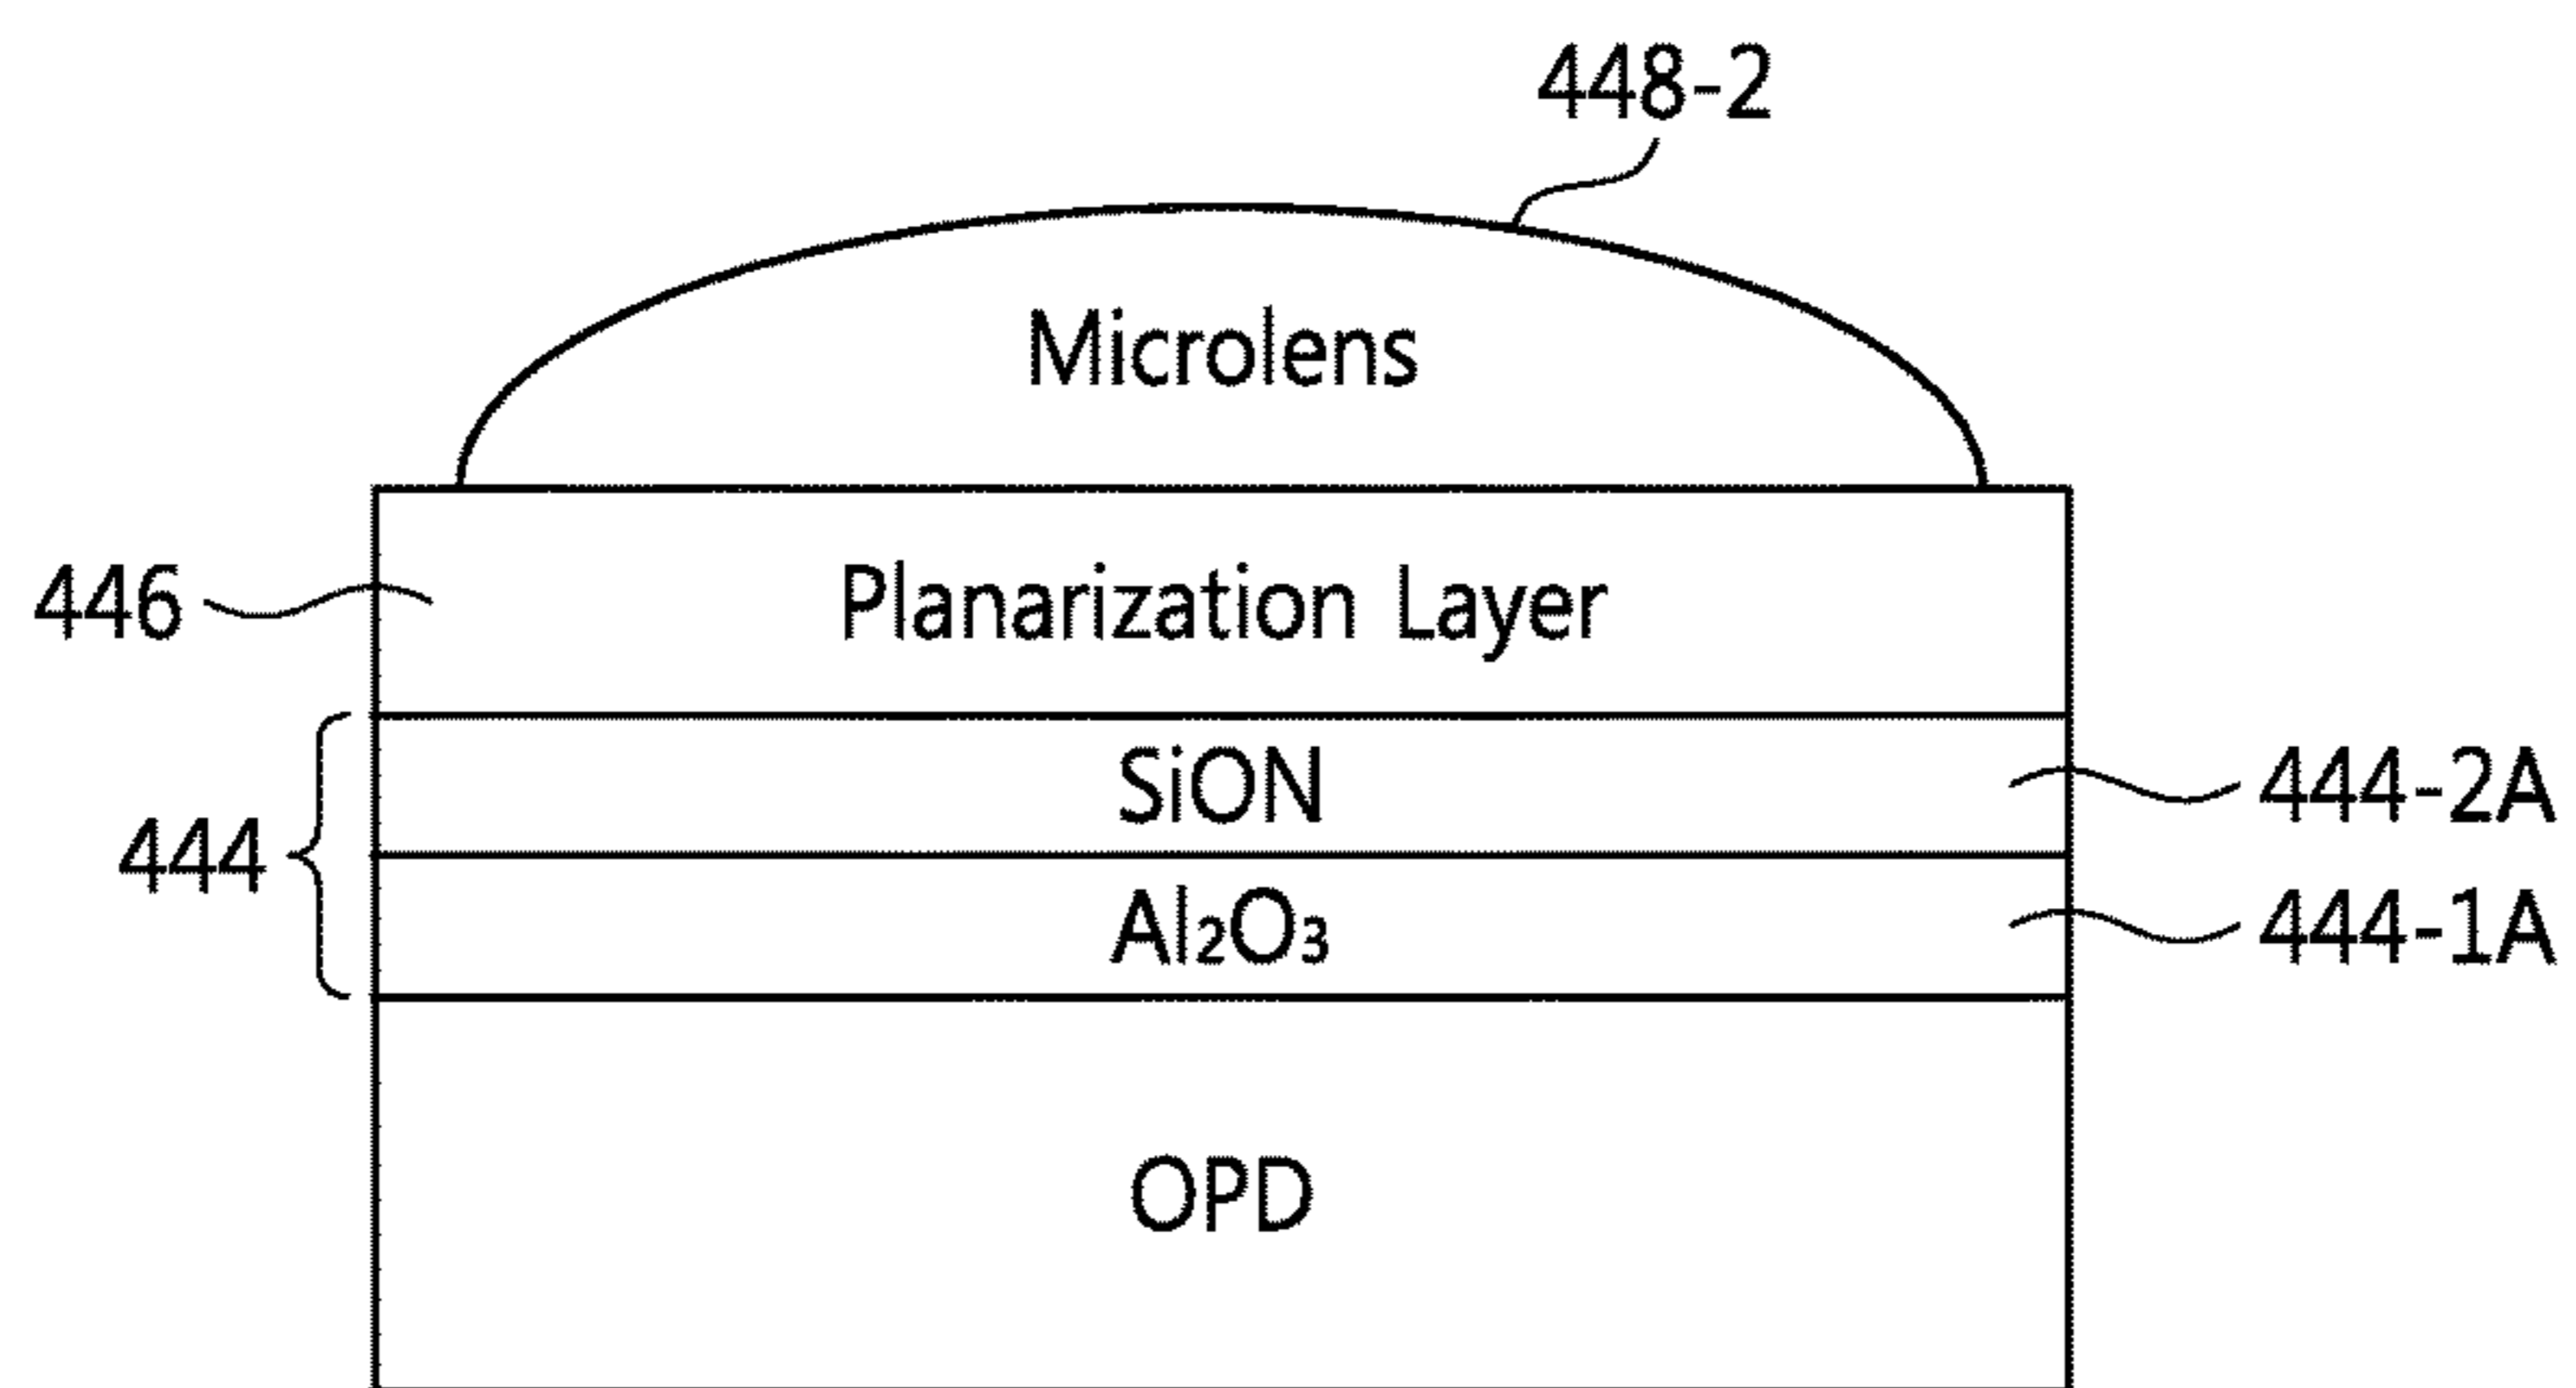 448-2
Microlens
446
Planarization Layer
SiON
444-2A
444
Al₂O₃
444-1A
OPD